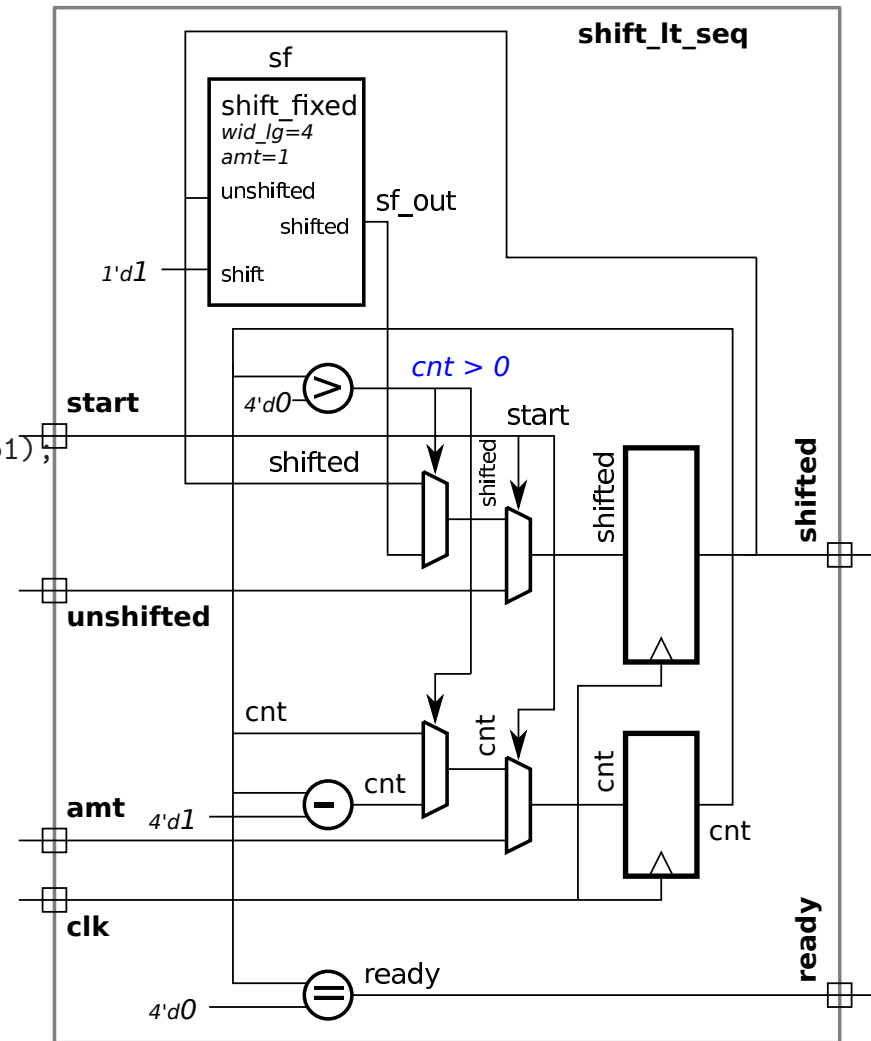 shift_lt_seq
sf
shift_fixed
wid_lg=4
amt=1
unshifted
shifted
sf_out
1'd1
shift
cnt > 0
>
4'd0
start
start
1);
shifted
shifted
shifted
shifted
unshifted
cnt
cnt
cnt
cnt
-
amt
4'd1
cnt
clk
ready
ready
=
4'd0